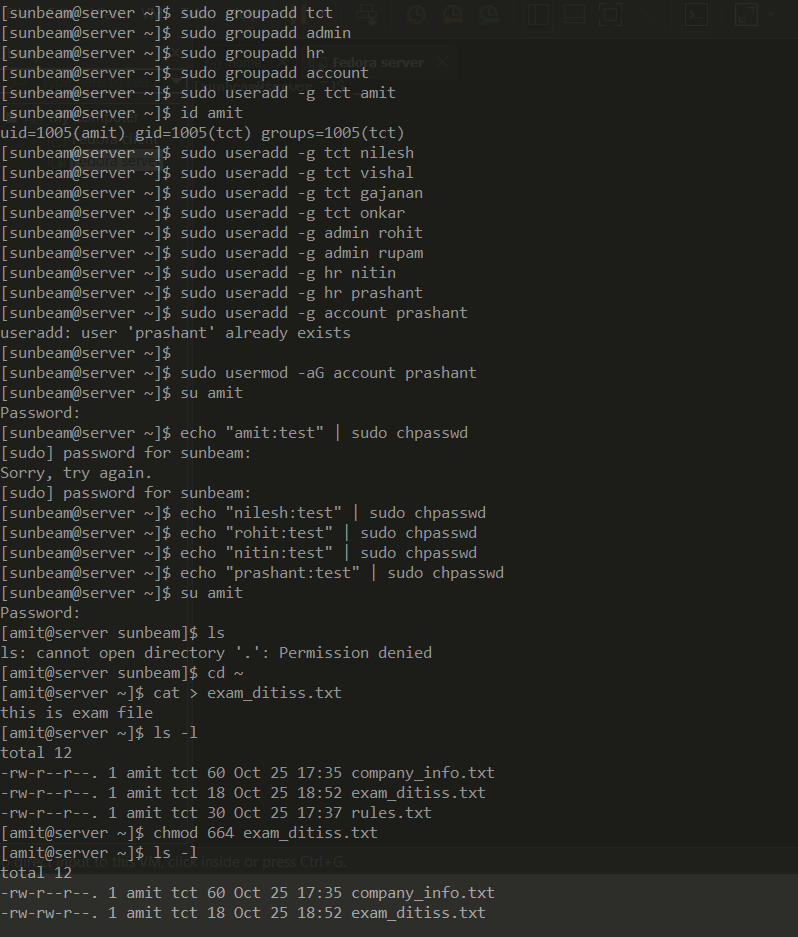 [sunbeam@server ~]$ sudo groupadd tct
[sunbeam@server ~]$ sudo groupadd admin
[sunbeam@server ~]$ sudo groupadd hr
[sunbeam@server ~]$ sudo groupadd account
[sunbeam@server ~]$ sudo useradd -g tct amit
[sunbeam@server ~]$ id amit
uid=1005(amit) gid=1005(tct) groups=1005(tct)
[sunbeam@server ~]$ sudo useradd -g tct nilesh
[sunbeam@server ~]$ sudo useradd -g tct vishal
[sunbeam@server ~]$ sudo useradd -g tct gajanan
[sunbeam@server ~]$ sudo useradd -g tct onkar
[sunbeam@server ~]$ sudo useradd -g admin rohit
[sunbeam@server ~]$ sudo useradd -g admin rupam
[sunbeam@server ~]$ sudo useradd -g hr nitin
[sunbeam@server ~]$ sudo useradd -g hr prashant
[sunbeam@server ~]$ sudo useradd -g account prashant
useradd: user 'prashant' already exists
[sunbeam@server ~]$
[sunbeam@server ~]$ sudo usermod -aG account prashant
[sunbeam@server ~]$ su amit
Password:
[sunbeam@server ~]$ echo "amit:test" | sudo chpasswd
[sudo] password for sunbeam:
Sorry, try again.
[sudo] password for sunbeam:
[sunbeam@server ~]$ echo "nilesh:test" | sudo chpasswd
[sunbeam@server ~]$ echo "rohit:test" | sudo chpasswd
[sunbeam@server ~]$ echo "nitin:test" | sudo chpasswd
[sunbeam@server ~]$ echo "prashant:test" | sudo chpasswd
[sunbeam@server ~]$ su amit
Password:
[amit@server sunbeam]$ ls
ls: cannot open directory '.': Permission denied
[amit@server sunbeam]$ cd ~
[amit@server ~]$ cat > exam_ditiss.txt
this is exam file
[amit@server ~]$ ls -l
total 12
-rw-r--r--. 1 amit tct 60 Oct 25 17:35 company_info.txt
-rw-r--r--. 1 amit tct 18 Oct 25 18:52 exam_ditiss.txt
-rw-r--r--. 1 amit tct 30 Oct 25 17:37 rules.txt
[amit@server ~]$ chmod 664 exam_ditiss.txt
[amit@server ~]$ ls -l
total 12
-rw-r--r--. 1 amit tct 60 Oct 25 17:35 company_info.txt
-rw-rw-r--. 1 amit tct 18 Oct 25 18:52 exam_ditiss.txt
Fedora server
input to this VM, click inside or press Ctrl+G.